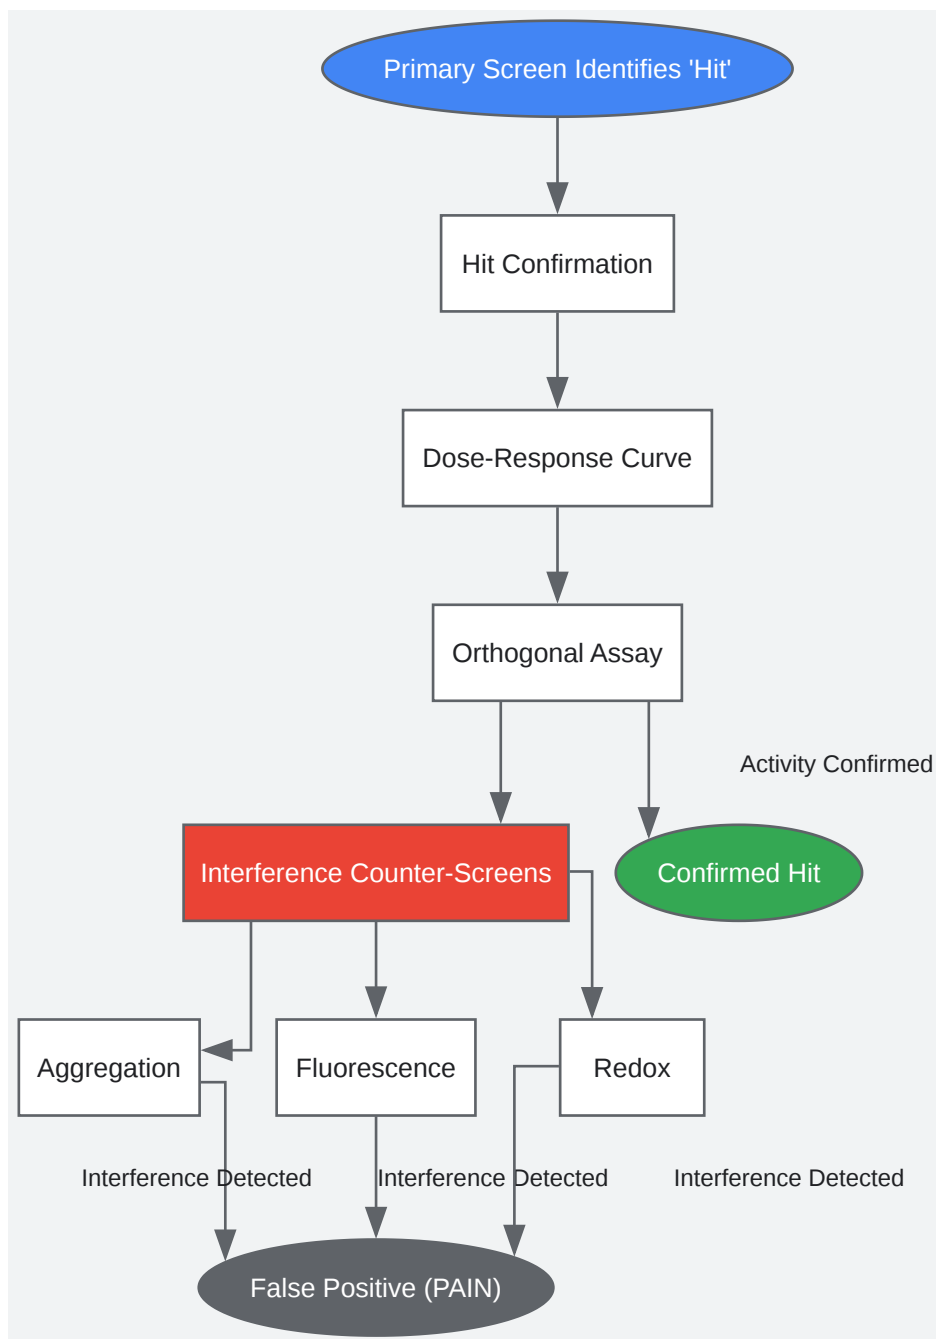 Primary Screen Identifies 'Hit'
Hit Confirmation
Dose-Response Curve
Orthogonal Assay
Activity Confirmed
Interference Counter-Screens
Confirmed Hit
Aggregation
Fluorescence
Redox
Interference Detected
Interference Detected
Interference Detected
False Positive (PAIN)